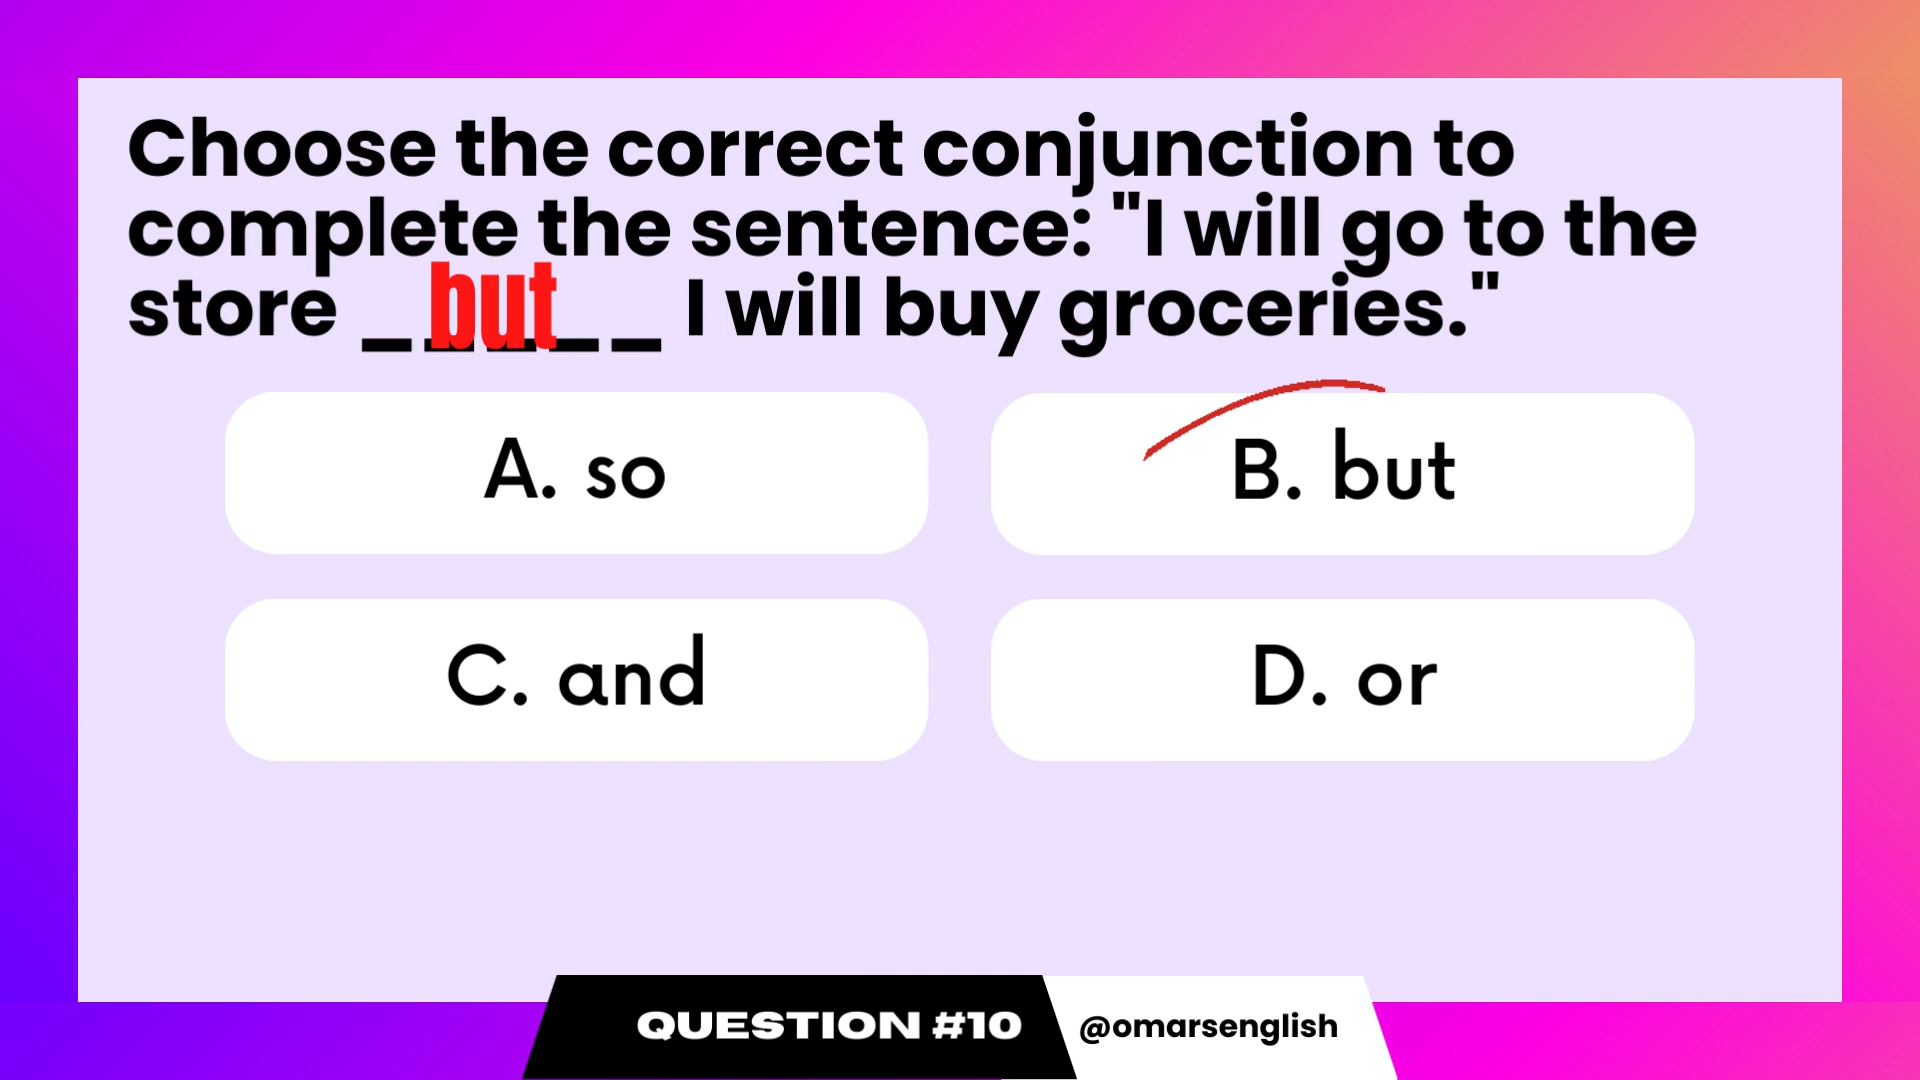 Choose the correct conjunction to
complete the sentence: "I will go to the
store _but_ _ _ I will buy groceries."
A. so
B. but
C. and
D. or
QUESTION #10
@omarsenglish